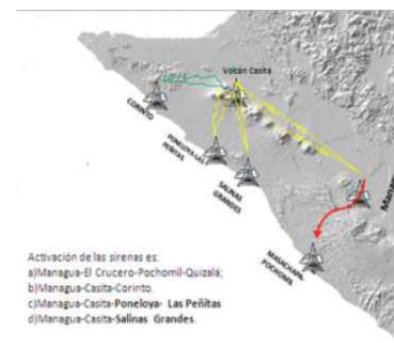 Volcán Casita
CORINTO
PONELOYA-LAS
PEÑITAS
SALINAS
GRANDES
MASACHAPA
POCHOMIL
Activación de las sirenas es:
a)Managua-El Crucero-Pochomil-Quizalá;
b)Managua-Casita-Corinto.
c)Managua-Casita-Poneloya- Las Peñitas
d)Managua-Casita-Salinas Grandes.